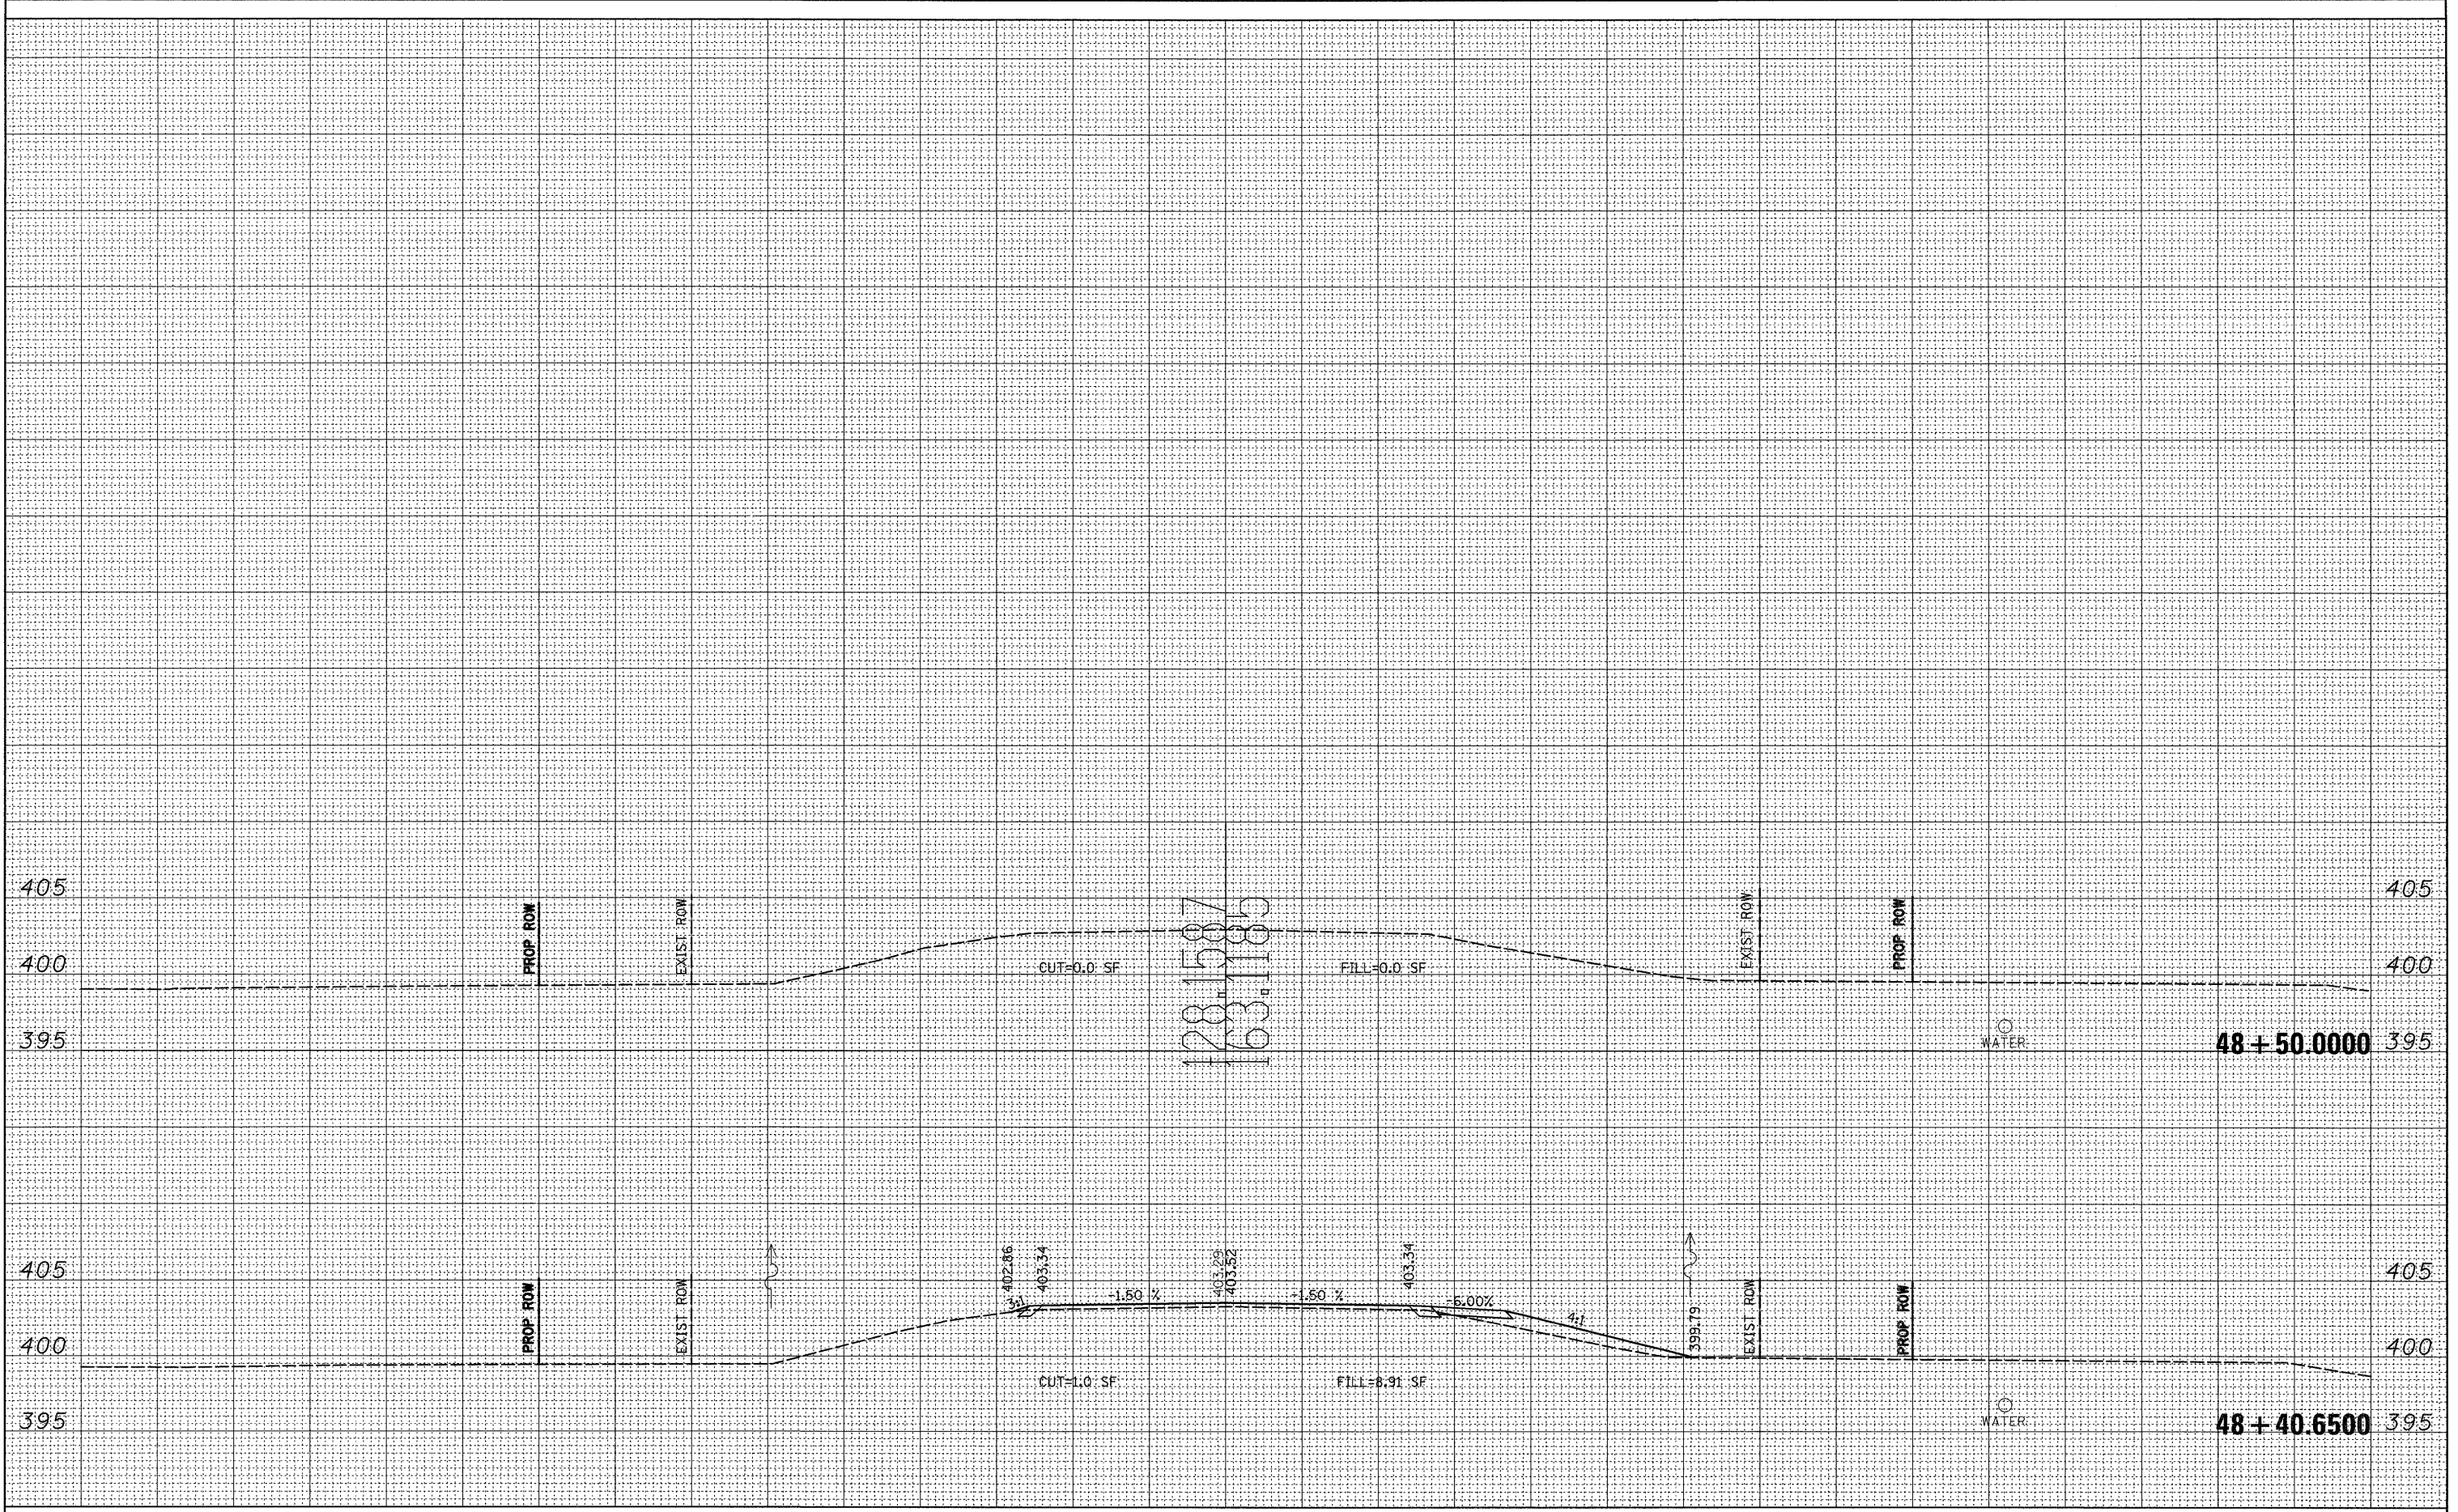 405
405
PROP ROW
EXIST ROW
EXIST ROW
PROP ROW
128.1587
163.1185
400
CUT=0.0 SF
FILL=0.0 SF
400
395
WATER
48+50.0000
395
405
402.86
403.34
403.29
403.52
403.34
405
3:1
-1.50 %
-1.50 %
-6.00%
4:1
399.79
PROP ROW
EXIST ROW
EXIST ROW
PROP ROW
400
400
CUT=1.0 SF
FILL=8.91 SF
395
WATER
48+40.6500
395